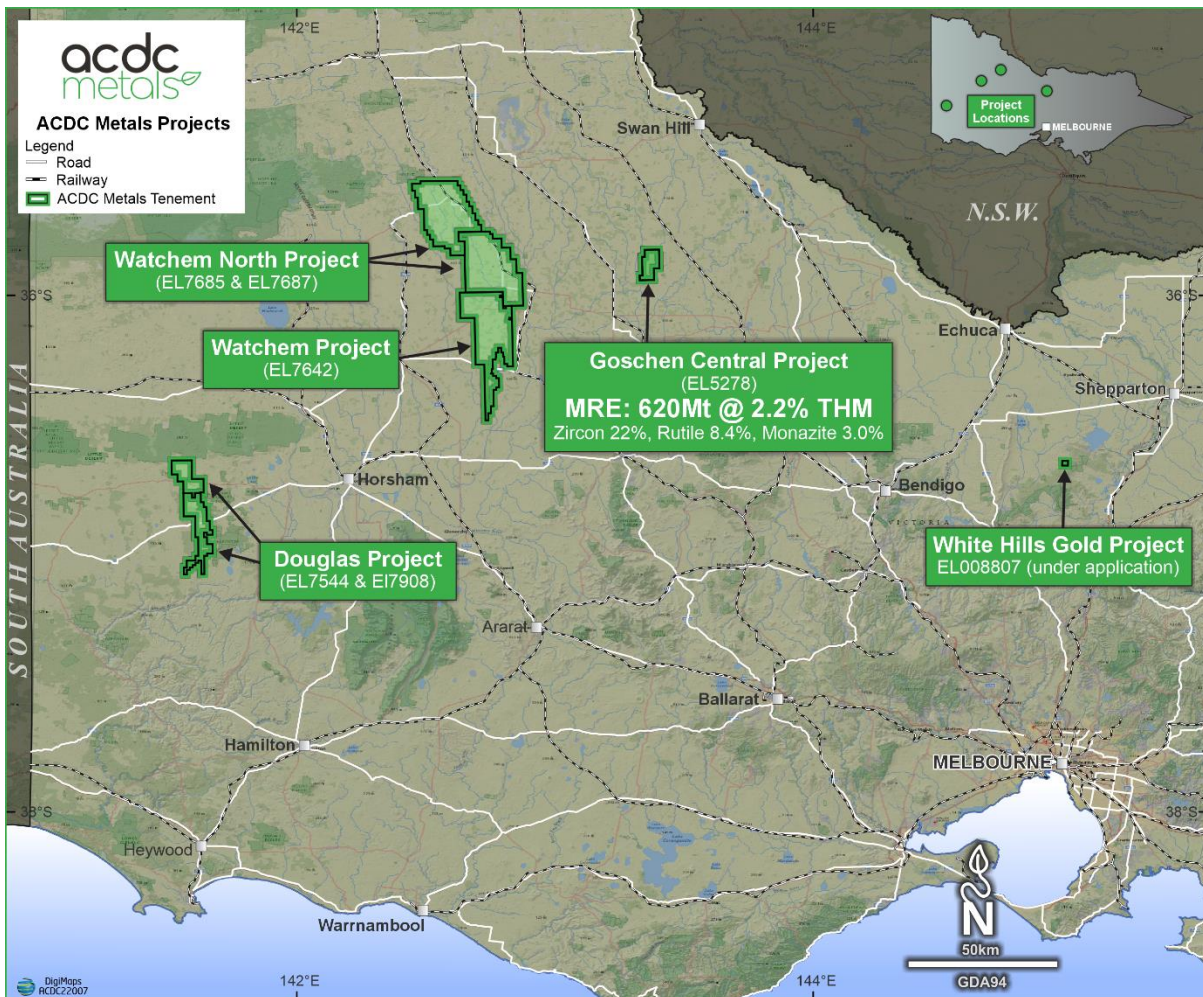 142°E
144°E
acdc
metals
ACDC Metals Projects
Legend
Road
Railway
ACDC Metals Tenement
Project
Locations
MELBOURNE
Swan Hill
N.S.W.
Watchem North Project
(EL7685 & EL7687)
36°S
36°S
Watchem Project
(EL7642)
Echuca
Goschen Central Project
(EL5278)
MRE: 620Mt @ 2.2% THM
Zircon 22%, Rutile 8.4%, Monazite 3.0%
Shepparton
SOUTH AUSTRALIA
Horsham
Bendigo
VICTORIA
Douglas Project
(EL7544 & El7908)
White Hills Gold Project
EL008807 (under application)
Ararat
Ballarat
Hamilton
MELBOURNE
38°S
38°S
Heywood
Warrnambool
N
50km
GDA94
142°E
144°E
DigiMaps
ACDC22007